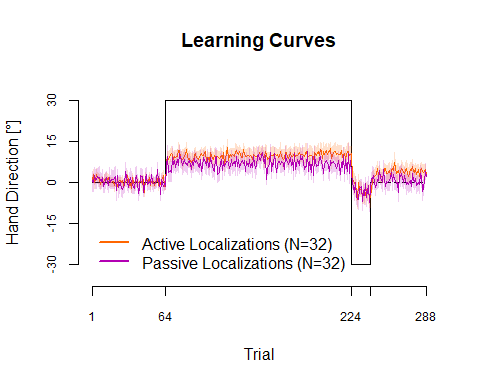 Learning Curves
Hand Direction [°]
30
15
0
-15
-30
Active Localizations (N=32)
Passive Localizations (N=32)
1 64 224 288
Trial